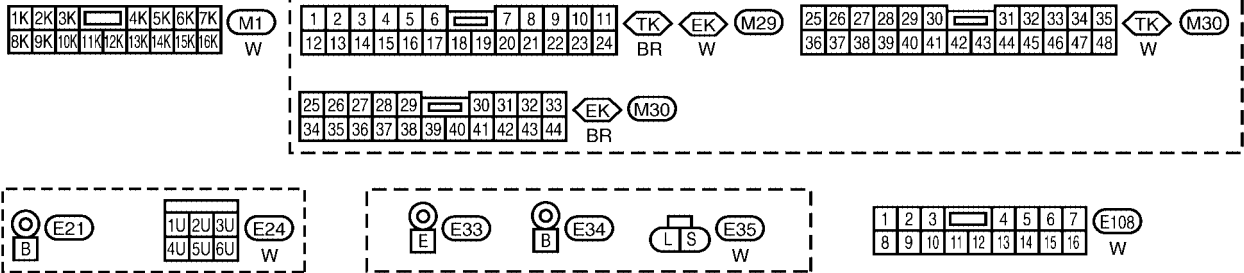 1K 2K 3K 4K 5K 6K 7K M1
8K 9K 10K 11K 12K 13K 14K 15K 16K W
1 2 3 4 5 6 7 8 9 10 11 TK EK M29
12 13 14 15 16 17 18 19 20 21 22 23 24 BR W
25 26 27 28 29 30 31 32 33 34 35 TK M30
36 37 38 39 40 41 42 43 44 45 46 47 48 W
25 26 27 28 29 30 31 32 33 EK M30
34 35 36 37 38 39 40 41 42 43 44 BR
B E21
1U 2U 3U E24
4U 5U 6U W
E E33
B E34
L S E35
W
1 2 3 4 5 6 7 E108
8 9 10 11 12 13 14 15 16 W